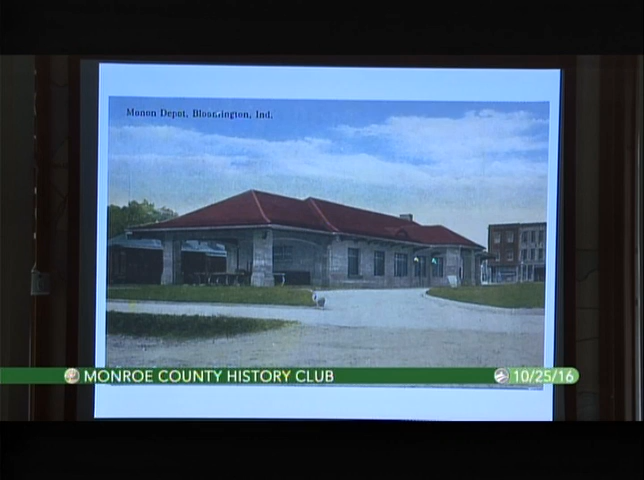 Monon Depot, Bloomington, Ind.
MONROE COUNTY HISTORY CLUB
10/25/16